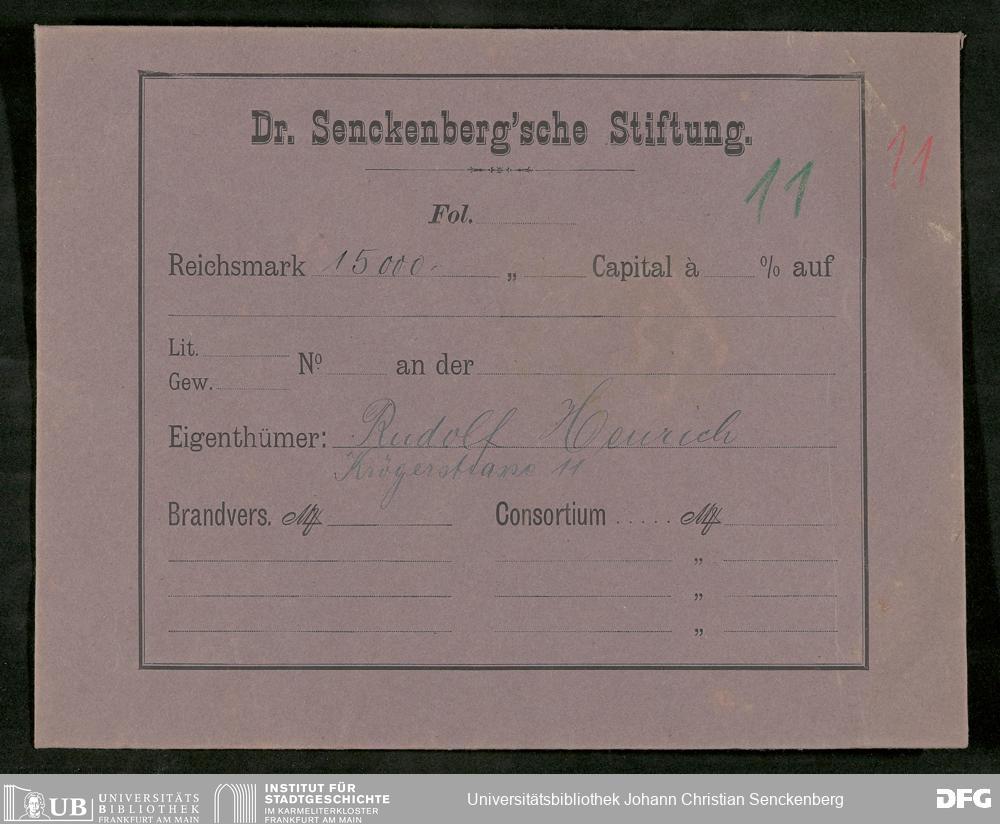 Dr. Senckenberg'sche Stiftung.
11
11
Fol.
Reichsmark 15000.- „ Capital à % auf
Lit. Nº an der
Gew.
Eigenthümer: Rudolf Henrich
Krögerstrasse 11
Brandvers. M Consortium ..... M
„
„
„
UB UNIVERSITÄTS BIBLIOTHEK FRANKFURT AM MAIN
INSTITUT FÜR STADTGESCHICHTE IM KARMELITERKLOSTER FRANKFURT AM MAIN
Universitätsbibliothek Johann Christian Senckenberg
DFG